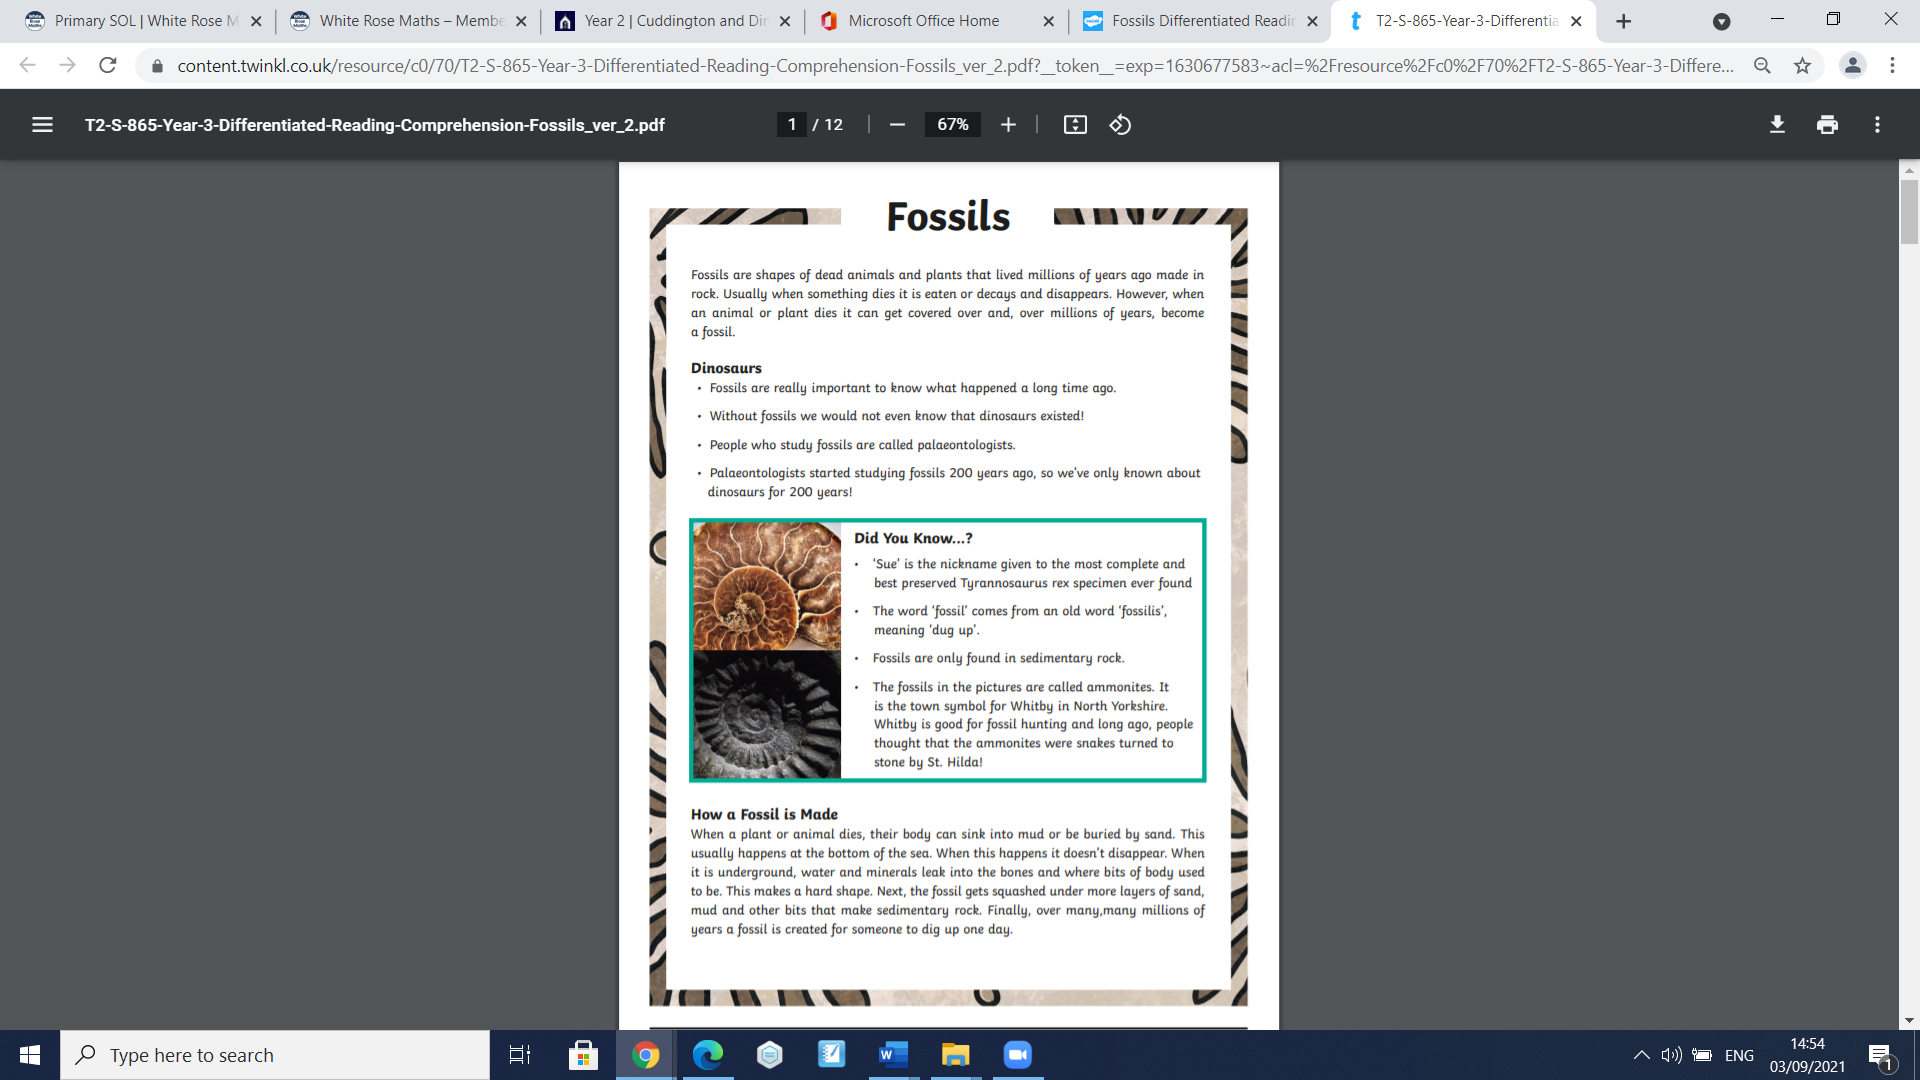 Primary SOL | White Rose M
White Rose Maths – Membe
Year 2 | Cuddington and Din
Microsoft Office Home
Fossils Differentiated Readin
T2-S-865-Year-3-Differentia
content.twinkl.co.uk/resource/c0/70/T2-S-865-Year-3-Differentiated-Reading-Comprehension-Fossils_ver_2.pdf?__token__=exp=1630677583~acl=%2Fresource%2Fc0%2F70%2FT2-S-865-Year-3-Differe...
T2-S-865-Year-3-Differentiated-Reading-Comprehension-Fossils_ver_2.pdf
1 / 12
67%
Fossils
Fossils are shapes of dead animals and plants that lived millions of years ago made in
rock. Usually when something dies it is eaten or decays and disappears. However, when
an animal or plant dies it can get covered over and, over millions of years, become
a fossil.
Dinosaurs
• Fossils are really important to know what happened a long time ago.
• Without fossils we would not even know that dinosaurs existed!
• People who study fossils are called palaeontologists.
• Palaeontologists started studying fossils 200 years ago, so we've only known about
dinosaurs for 200 years!
Did You Know...?
• 'Sue' is the nickname given to the most complete and
best preserved Tyrannosaurus rex specimen ever found
• The word 'fossil' comes from an old word 'fossilis',
meaning 'dug up'.
• Fossils are only found in sedimentary rock.
• The fossils in the pictures are called ammonites. It
is the town symbol for Whitby in North Yorkshire.
Whitby is good for fossil hunting and long ago, people
thought that the ammonites were snakes turned to
stone by St. Hilda!
How a Fossil is Made
When a plant or animal dies, their body can sink into mud or be buried by sand. This
usually happens at the bottom of the sea. When this happens it doesn't disappear. When
it is underground, water and minerals leak into the bones and where bits of body used
to be. This makes a hard shape. Next, the fossil gets squashed under more layers of sand,
mud and other bits that make sedimentary rock. Finally, over many,many millions of
years a fossil is created for someone to dig up one day.
Type here to search
ENG
14:54
03/09/2021
1